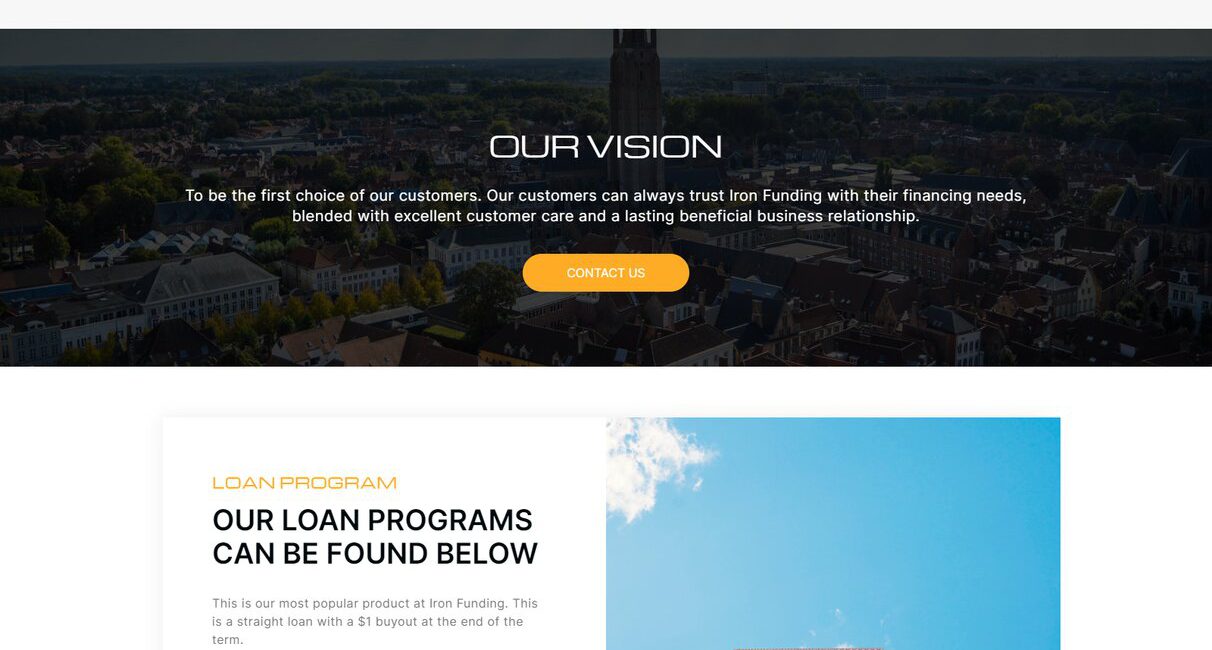 OUR VISION
To be the first choice of our customers. Our customers can always trust Iron Funding with their financing needs,
blended with excellent customer care and a lasting beneficial business relationship.
CONTACT US
LOAN PROGRAM
OUR LOAN PROGRAMS
CAN BE FOUND BELOW
This is our most popular product at Iron Funding. This
is a straight loan with a $1 buyout at the end of the
term.